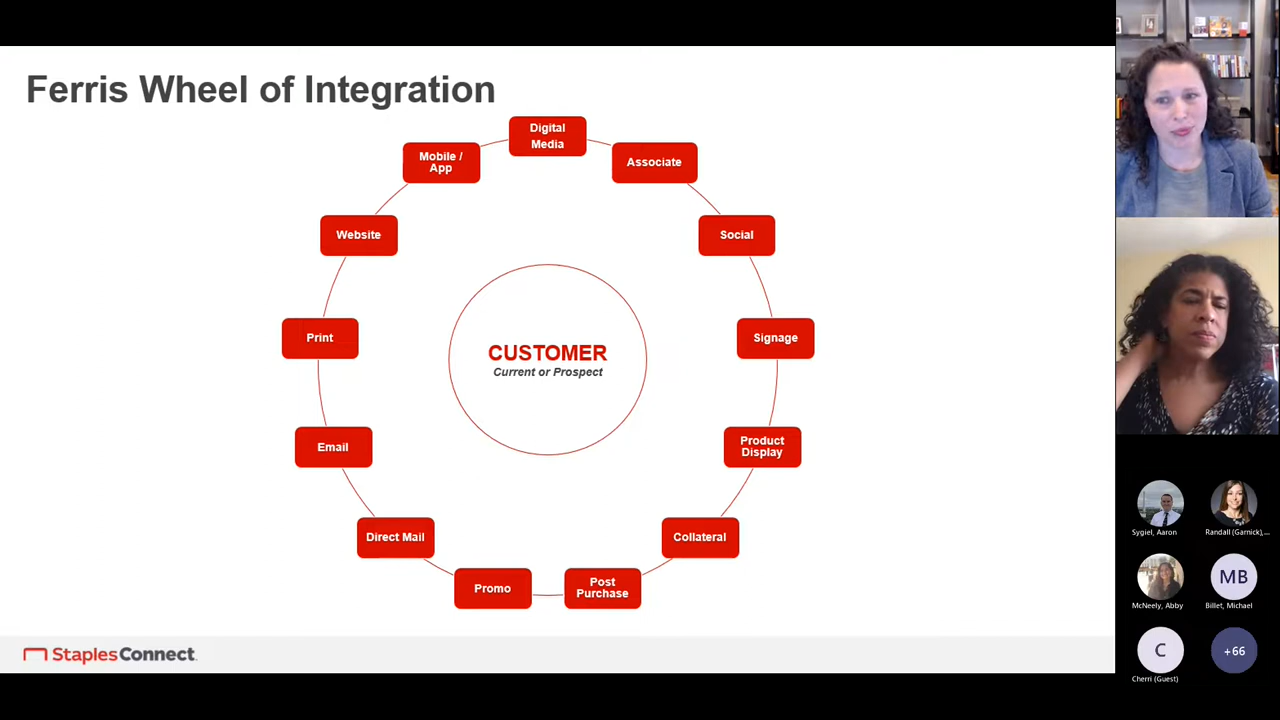 Ferris Wheel of Integration
Digital
Media
Mobile /
App
Associate
Website
Social
Print
Signage
CUSTOMER
Current or Prospect
Email
Product
Display
Direct Mail
Collateral
Promo
Post
Purchase
StaplesConnect
Sygiel, Aaron
Randall (Garnick),...
McNeely, Abby
MB
Billet, Michael
C
Cherri (Guest)
+66